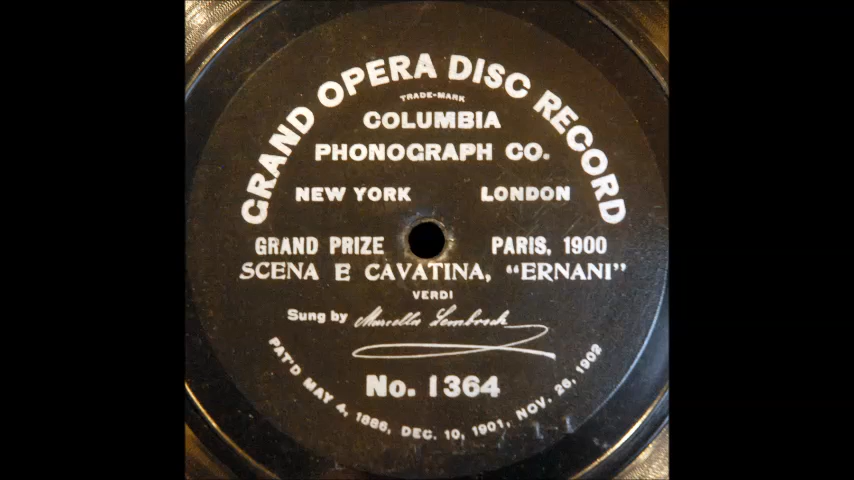 GRAND OPERA DISC RECORD
TRADE-MARK
COLUMBIA
PHONOGRAPH CO.
NEW YORK LONDON
GRAND PRIZE PARIS, 1900
SCENA E CAVATINA, "ERNANI"
VERDI
Sung by Marcella Sembrich
No. 1364
PAT'D MAY 4, 1886, DEC. 10, 1901, NOV. 26, 1902